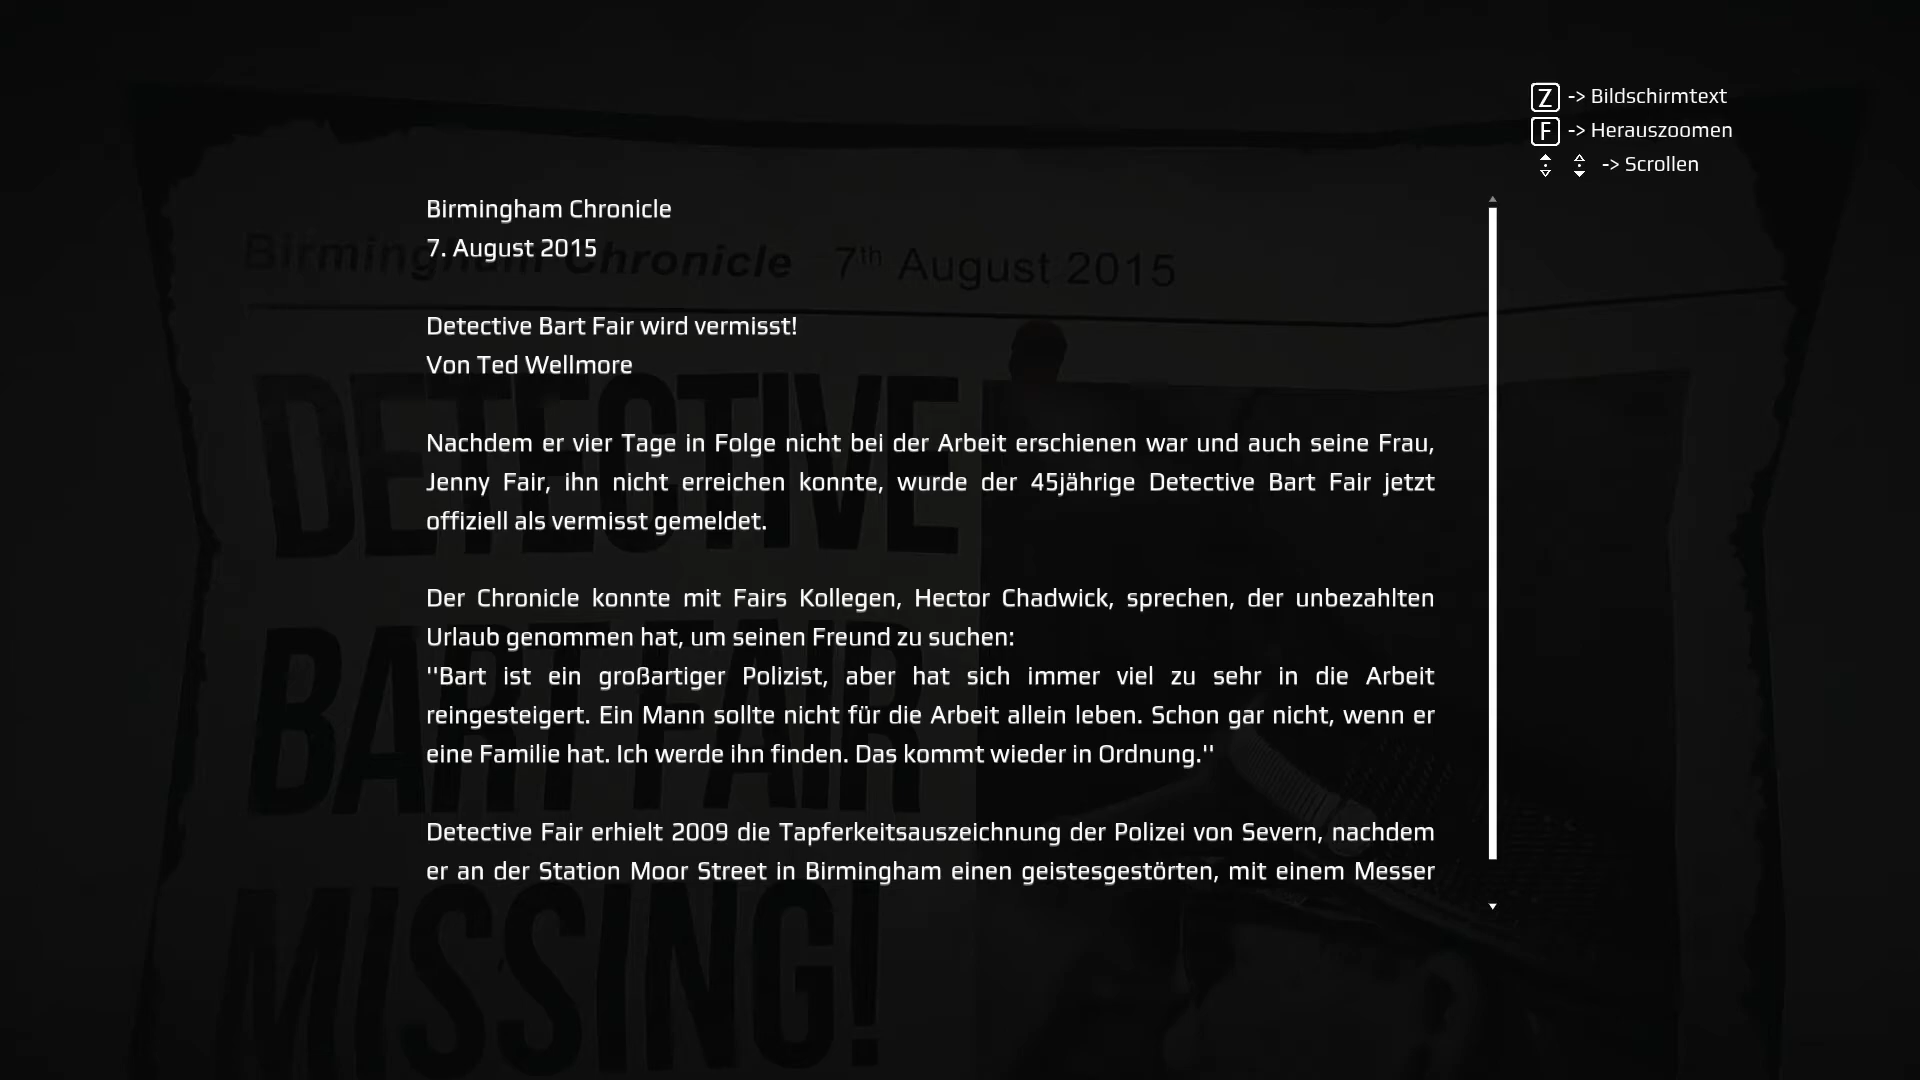 Z -> Bildschirmtext
F -> Herauszoomen
-> Scrollen
Birmingham Chronicle
7. August 2015
Birmingham Chronicle 7th August 2015
Detective Bart Fair wird vermisst!
Von Ted Wellmore
DETECTIVE
Nachdem er vier Tage in Folge nicht bei der Arbeit erschienen war und auch seine Frau,
Jenny Fair, ihn nicht erreichen konnte, wurde der 45jährige Detective Bart Fair jetzt
offiziell als vermisst gemeldet.
Der Chronicle konnte mit Fairs Kollegen, Hector Chadwick, sprechen, der unbezahlten
Urlaub genommen hat, um seinen Freund zu suchen:
''Bart ist ein großartiger Polizist, aber hat sich immer viel zu sehr in die Arbeit
reingesteigert. Ein Mann sollte nicht für die Arbeit allein leben. Schon gar nicht, wenn er
eine Familie hat. Ich werde ihn finden. Das kommt wieder in Ordnung.''
BART FAIR
Detective Fair erhielt 2009 die Tapferkeitsauszeichnung der Polizei von Severn, nachdem
er an der Station Moor Street in Birmingham einen geistesgestörten, mit einem Messer
MISSING!